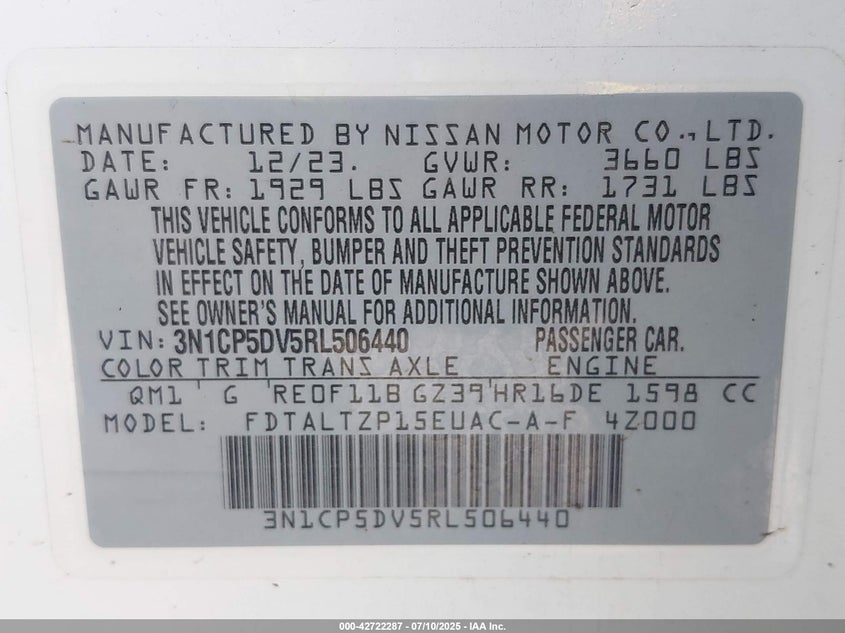 MANUFACTURED BY NISSAN MOTOR CO., LTD.
DATE: 12/23. GVWR: 3660 LBS
GAWR FR: 1929 LBS GAWR RR: 1731 LBS
THIS VEHICLE CONFORMS TO ALL APPLICABLE FEDERAL MOTOR
VEHICLE SAFETY, BUMPER AND THEFT PREVENTION STANDARDS
IN EFFECT ON THE DATE OF MANUFACTURE SHOWN ABOVE.
SEE OWNER'S MANUAL FOR ADDITIONAL INFORMATION.
VIN: 3N1CP5DV5RL506440 PASSENGER CAR.
COLOR TRIM TRANS AXLE ENGINE
QM1 G RE0F11B GZ39 HR16DE 1598 CC
MODEL: FDTALTZP15EUAC-A-F 4Z000
3N1CP5DV5RL506440
000-42722287 - 07/10/2025 - IAA Inc.